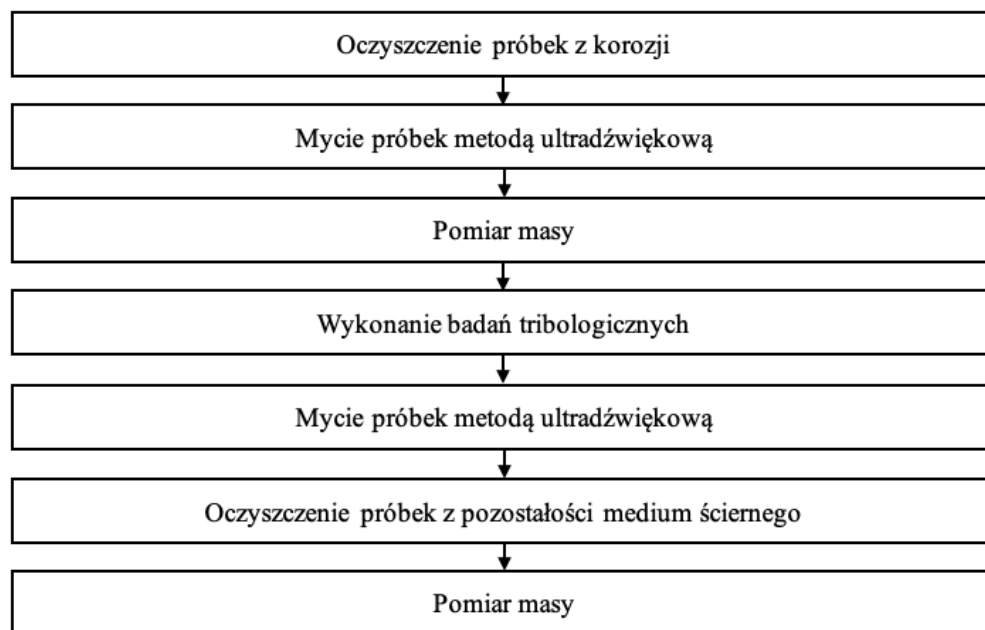 Oczyszczenie próbek z korozji
Mycie próbek metodą ultradźwiękową
Pomiar masy
Wykonanie badań tribologicznych
Mycie próbek metodą ultradźwiękową
Oczyszczenie próbek z pozostałości medium ściernego
Pomiar masy